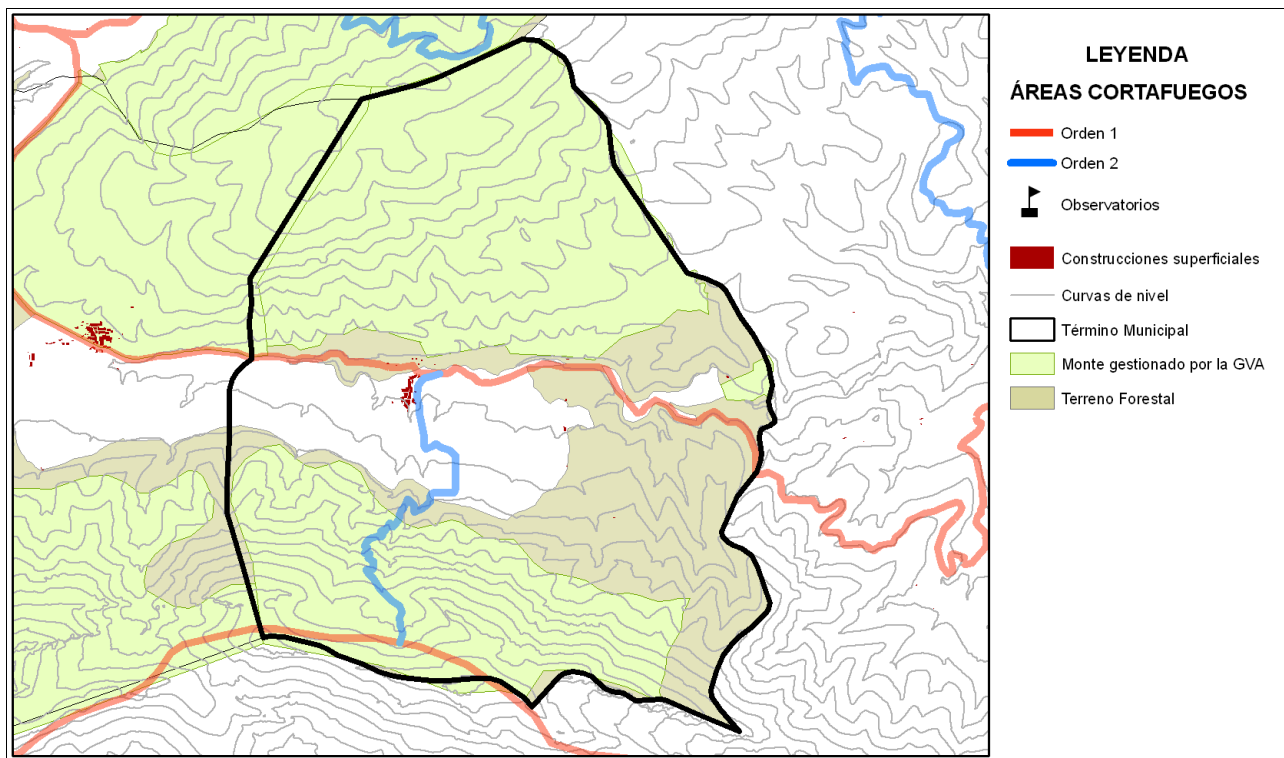 LEYENDA
ÁREAS CORTAFUEGOS
Orden 1
Orden 2
Observatorios
Construcciones superficiales
Curvas de nivel
Término Municipal
Monte gestionado por la GVA
Terreno Forestal